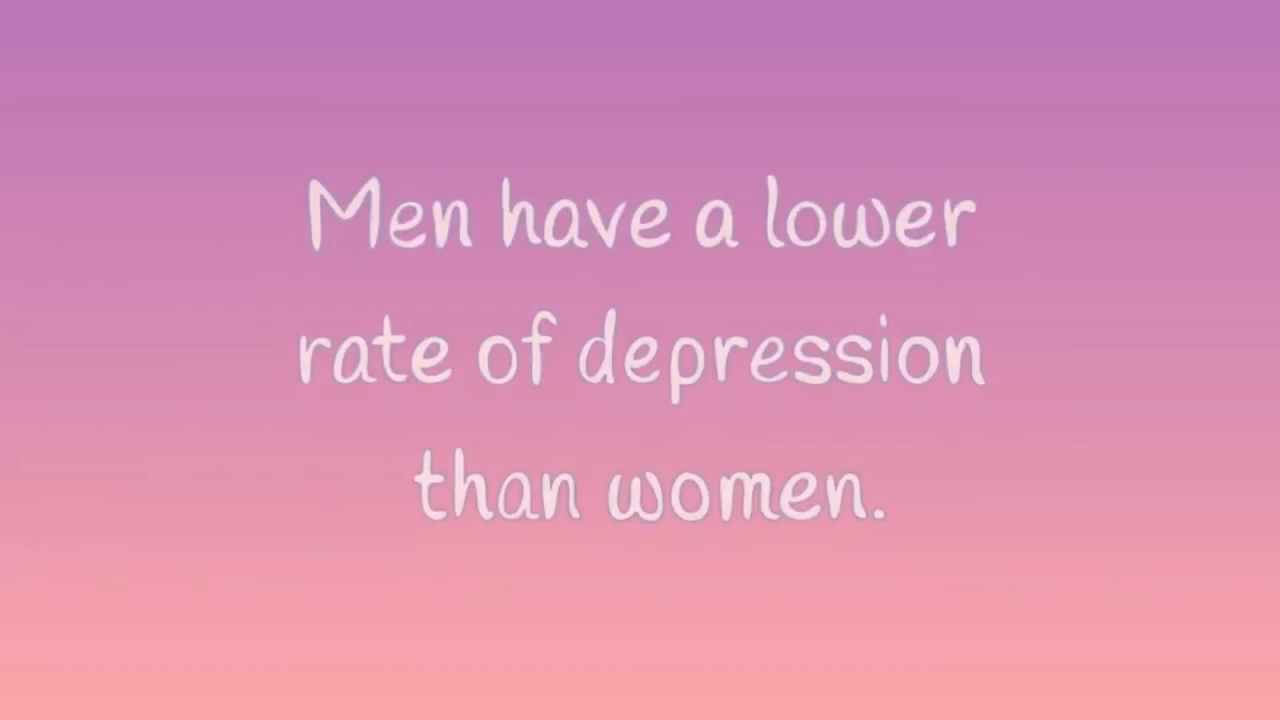 Men have a lower
rate of depression
than women.